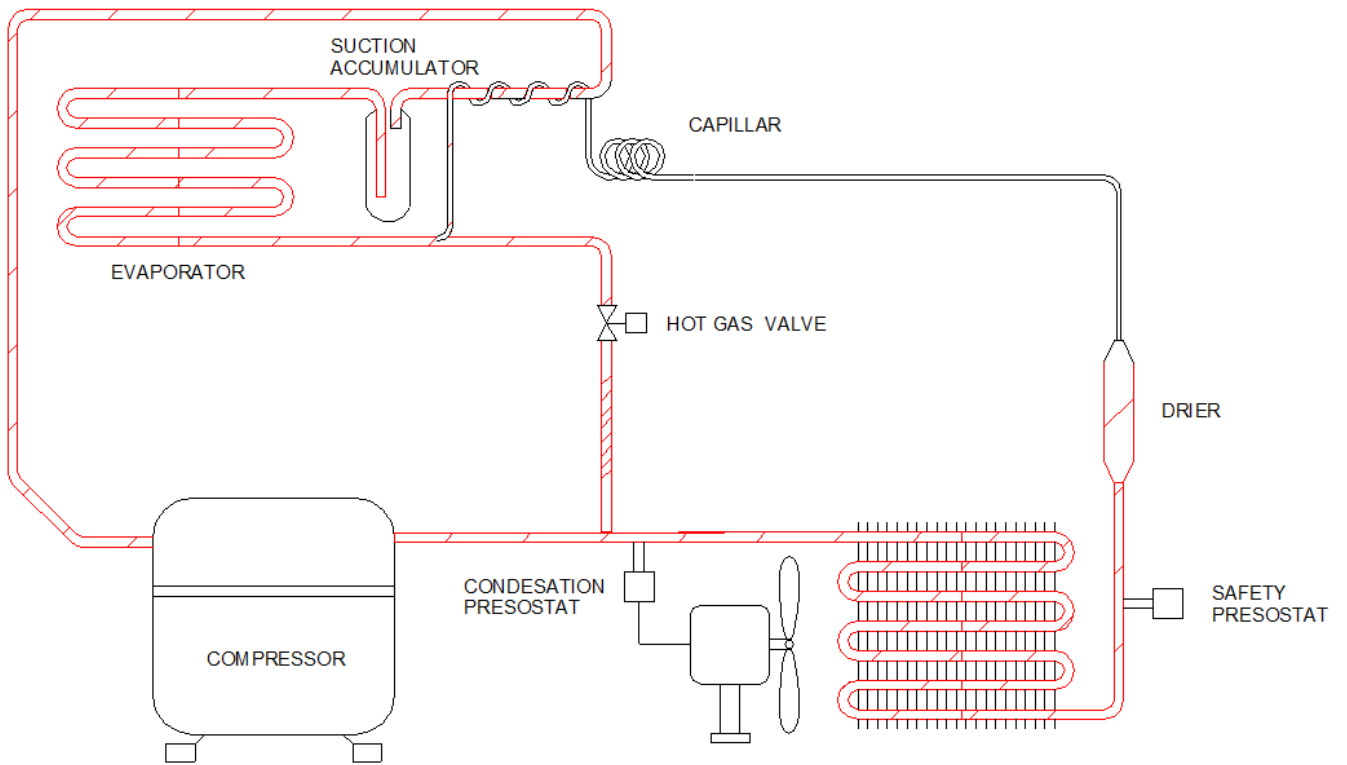 SUCTION
ACCUMULATOR
CAPILLAR
EVAPORATOR
HOT GAS VALVE
DRIER
CONDESATION
PRESOSTAT
SAFETY
PRESOSTAT
COMPRESSOR